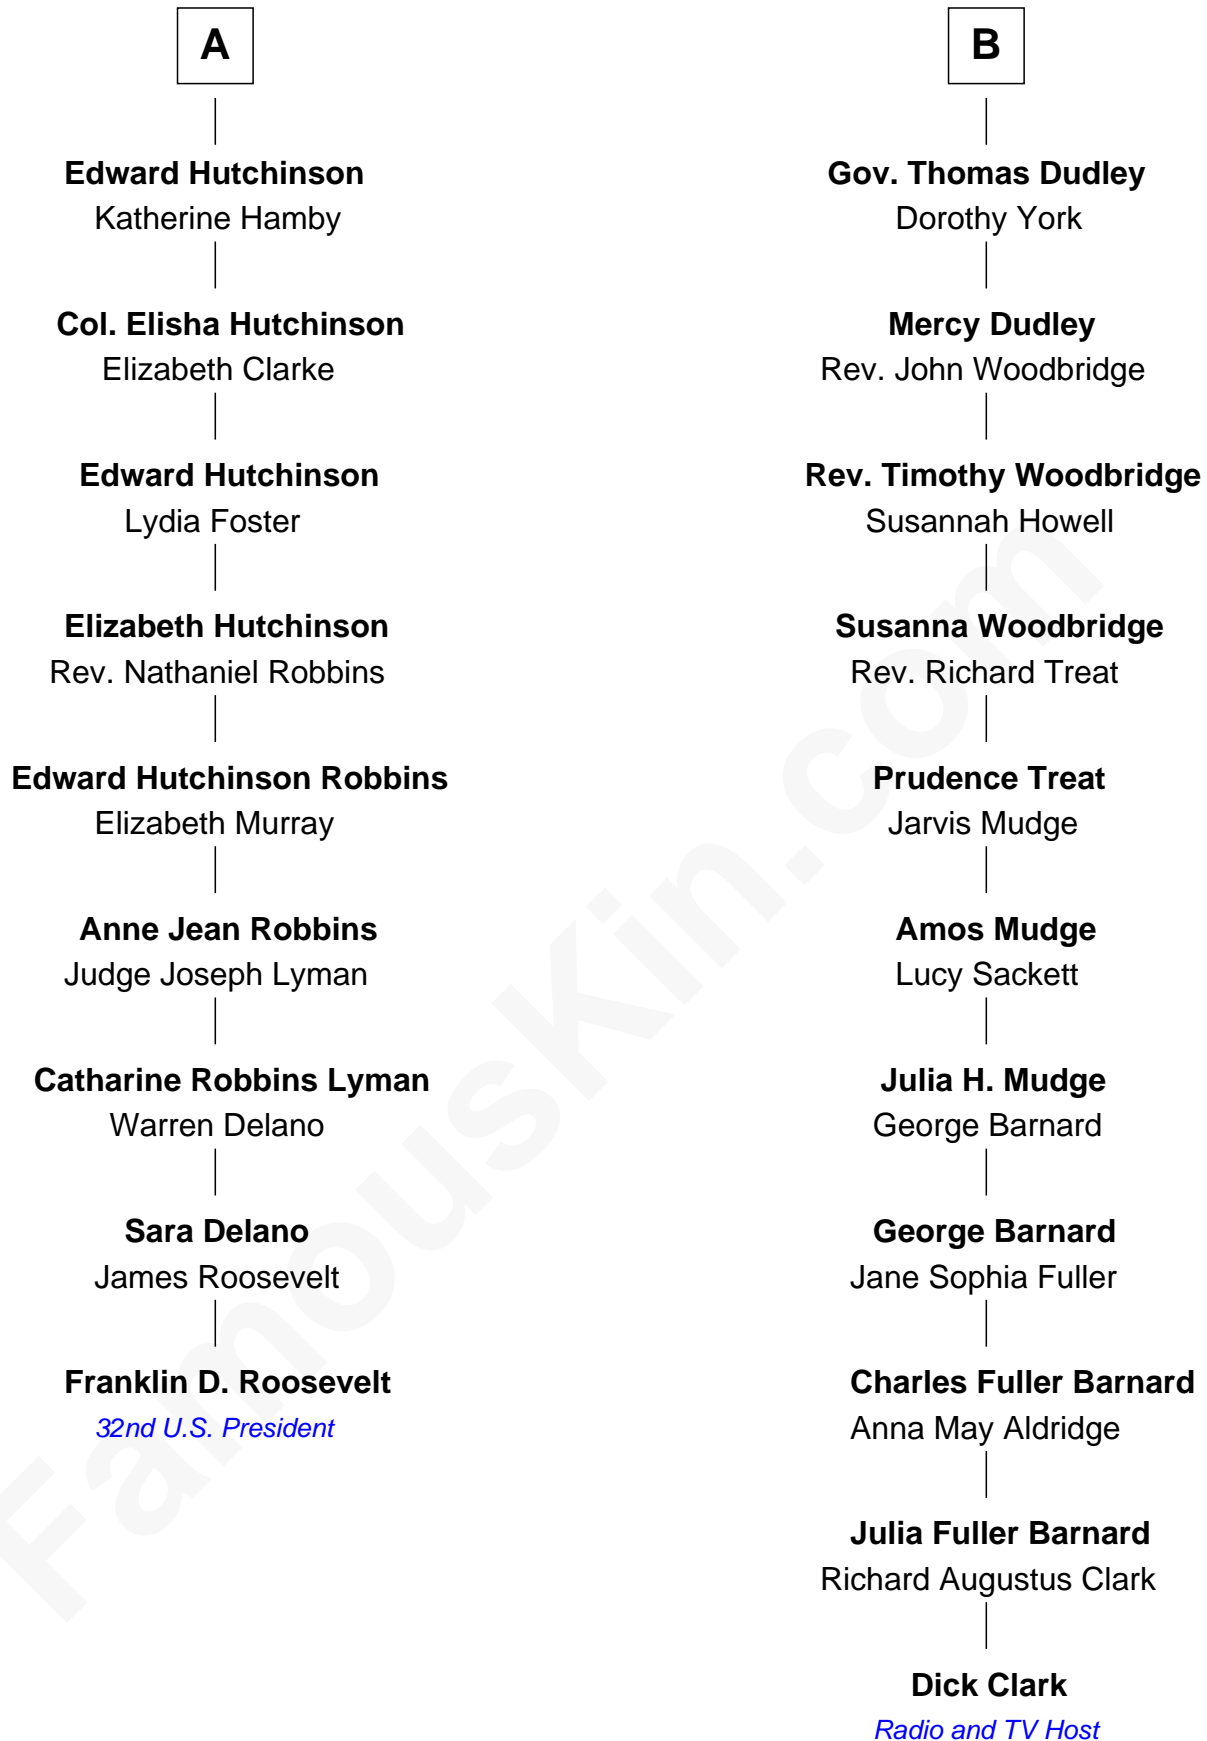 A
Edward Hutchinson
Katherine Hamby
Col. Elisha Hutchinson
Elizabeth Clarke
Edward Hutchinson
Lydia Foster
Elizabeth Hutchinson
Rev. Nathaniel Robbins
Edward Hutchinson Robbins
Elizabeth Murray
Anne Jean Robbins
Judge Joseph Lyman
Catharine Robbins Lyman
Warren Delano
Sara Delano
James Roosevelt
Franklin D. Roosevelt
32nd U.S. President
B
Gov. Thomas Dudley
Dorothy York
Mercy Dudley
Rev. John Woodbridge
Rev. Timothy Woodbridge
Susannah Howell
Susanna Woodbridge
Rev. Richard Treat
Prudence Treat
Jarvis Mudge
Amos Mudge
Lucy Sackett
Julia H. Mudge
George Barnard
George Barnard
Jane Sophia Fuller
Charles Fuller Barnard
Anna May Aldridge
Julia Fuller Barnard
Richard Augustus Clark
Dick Clark
Radio and TV Host
FamousKin.com